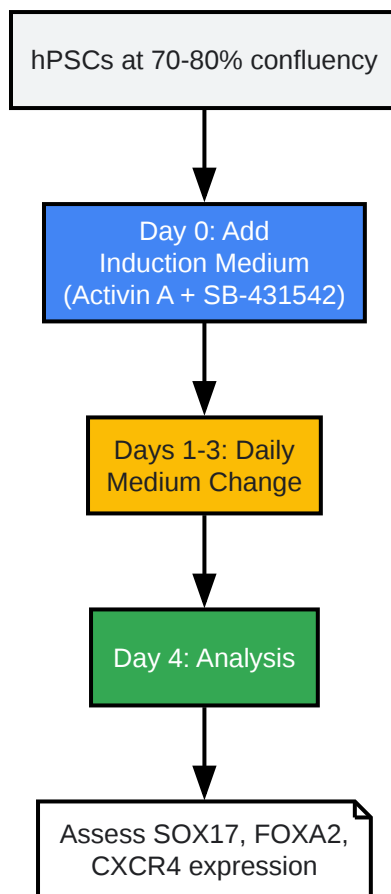 hPSCs at 70-80% confluency
Day 0: Add
Induction Medium
(Activin A + SB-431542)
Days 1-3: Daily
Medium Change
Day 4: Analysis
Assess SOX17, FOXA2,
CXCR4 expression